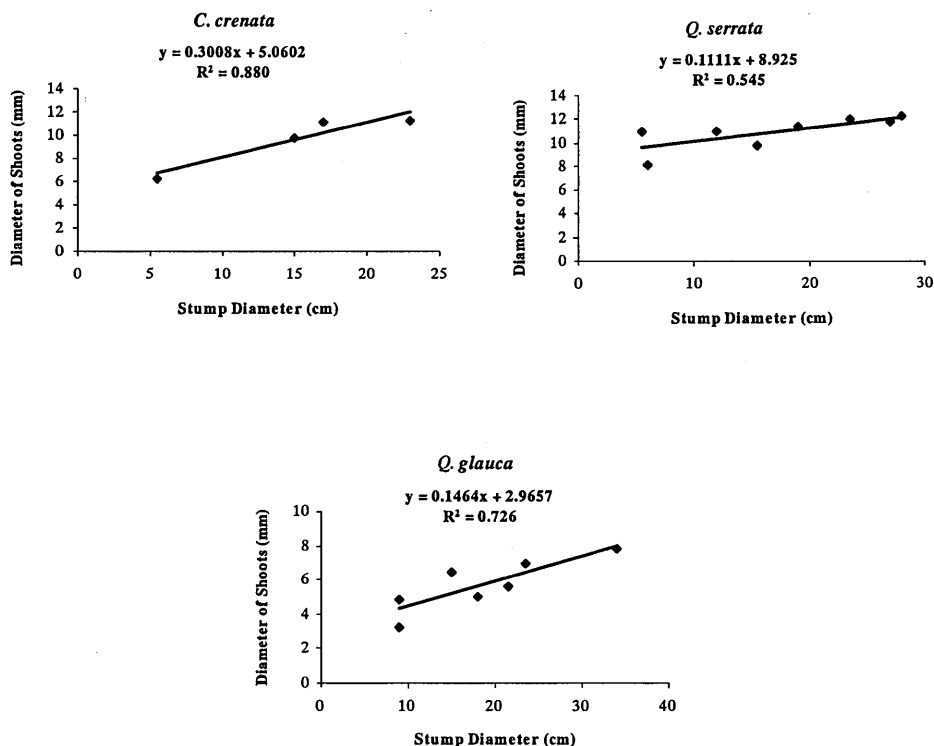 C. crenata
y = 0.3008x + 5.0602
R² = 0.880
Diameter of Shoots (mm)
14
12
10
8
6
4
2
0
0 5 10 15 20 25
Stump Diameter (cm)
Q. serrata
y = 0.1111x + 8.925
R² = 0.545
Diameter of Shoots (mm)
14
12
10
8
6
4
2
0
0 10 20 30
Stump Diameter (cm)
Q. glauca
y = 0.1464x + 2.9657
R² = 0.726
Diameter of Shoots (mm)
10
8
6
4
2
0
0 10 20 30 40
Stump Diameter (cm)